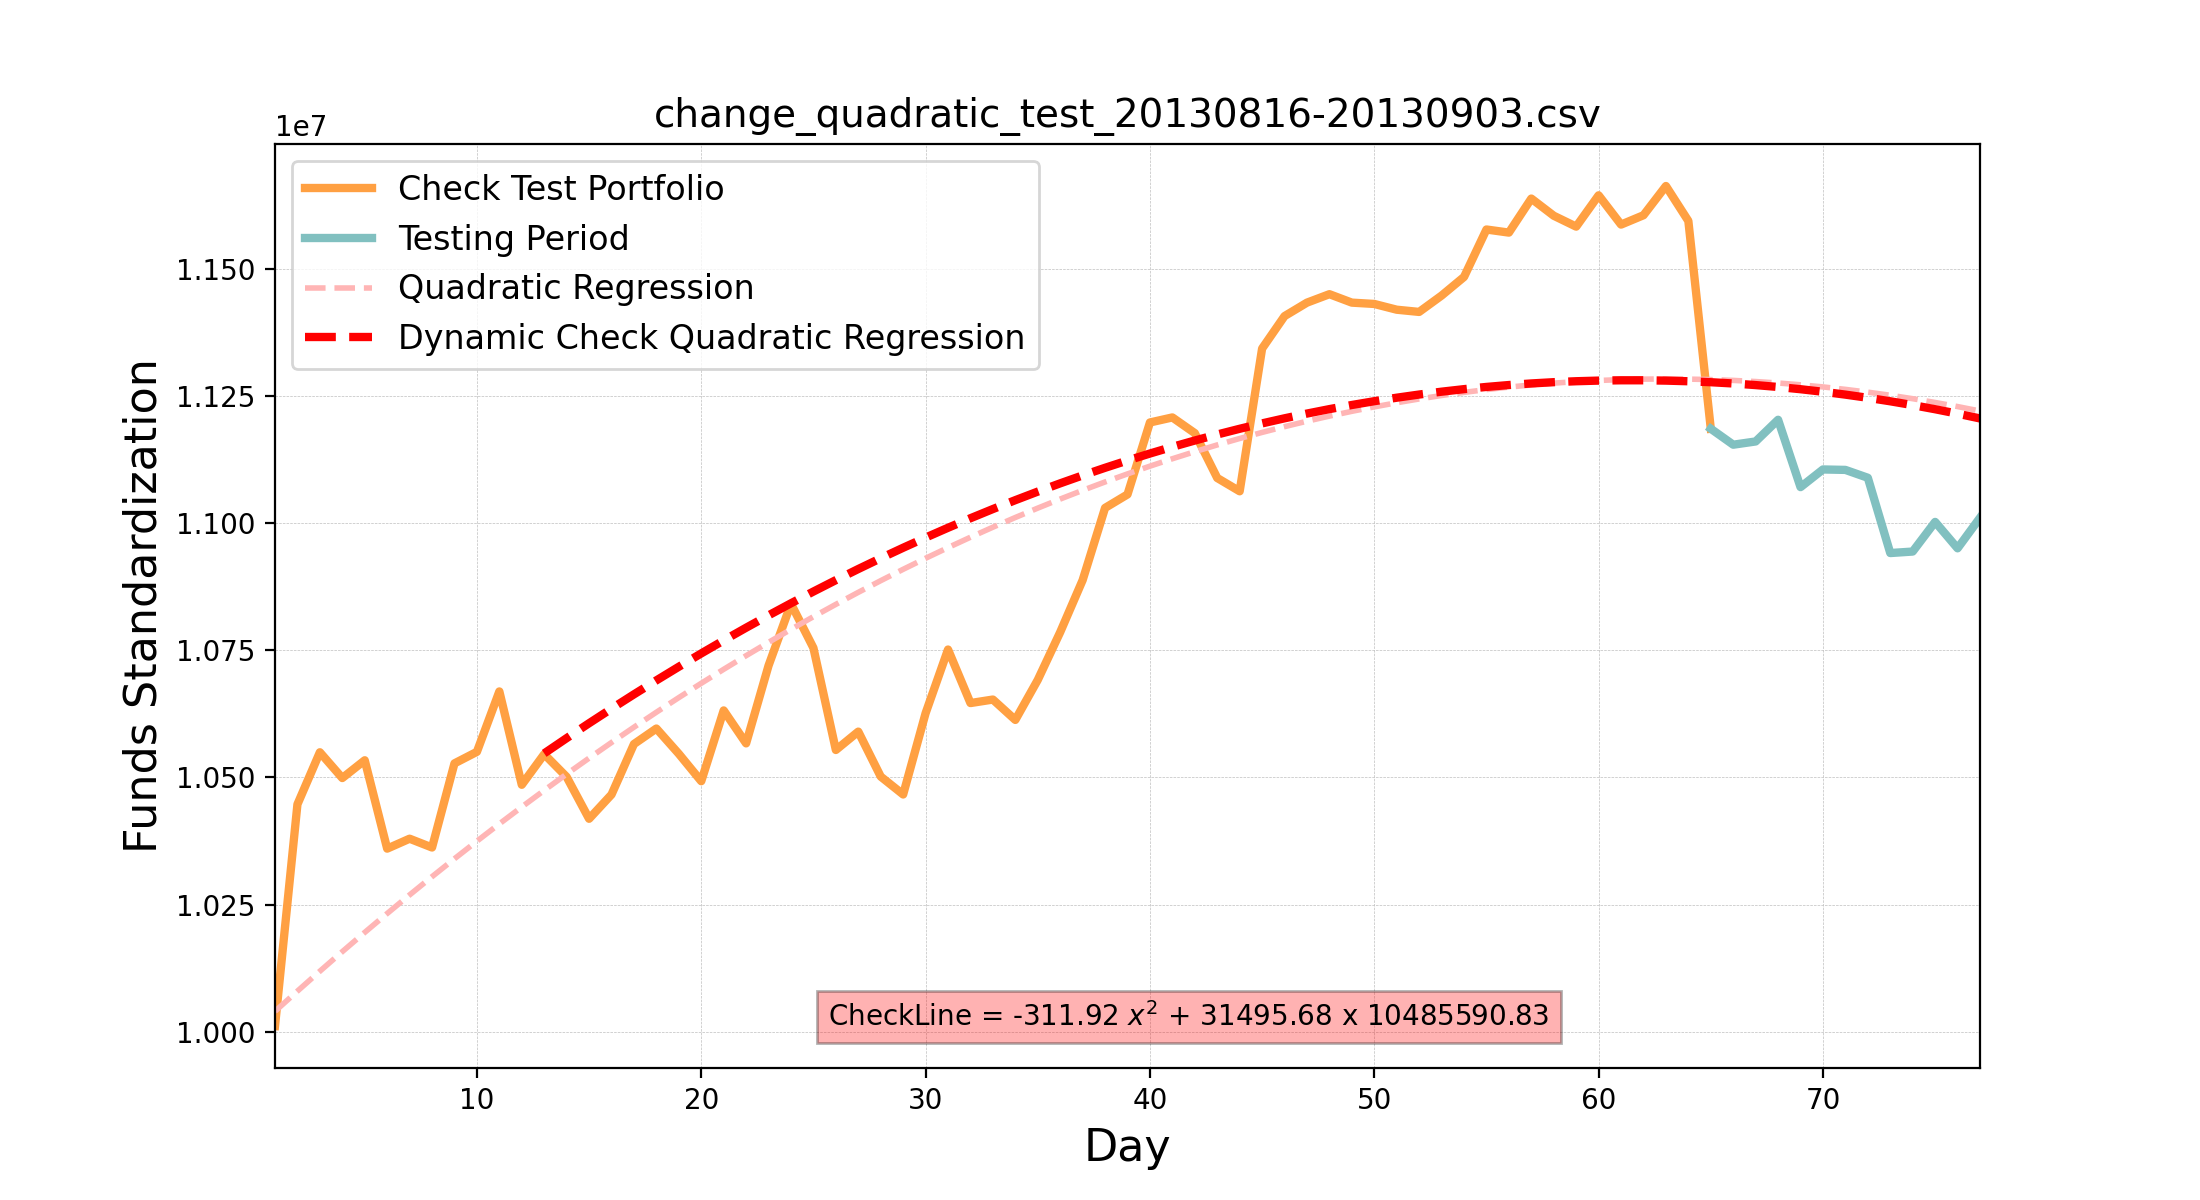 change_quadratic_test_20130816-20130903.csv
1e7
Check Test Portfolio
Testing Period
Quadratic Regression
Dynamic Check Quadratic Regression
Funds Standardization
1.150
1.125
1.100
1.075
1.050
1.025
1.000
CheckLine = -311.92 x² + 31495.68 x 10485590.83
10 20 30 40 50 60 70
Day